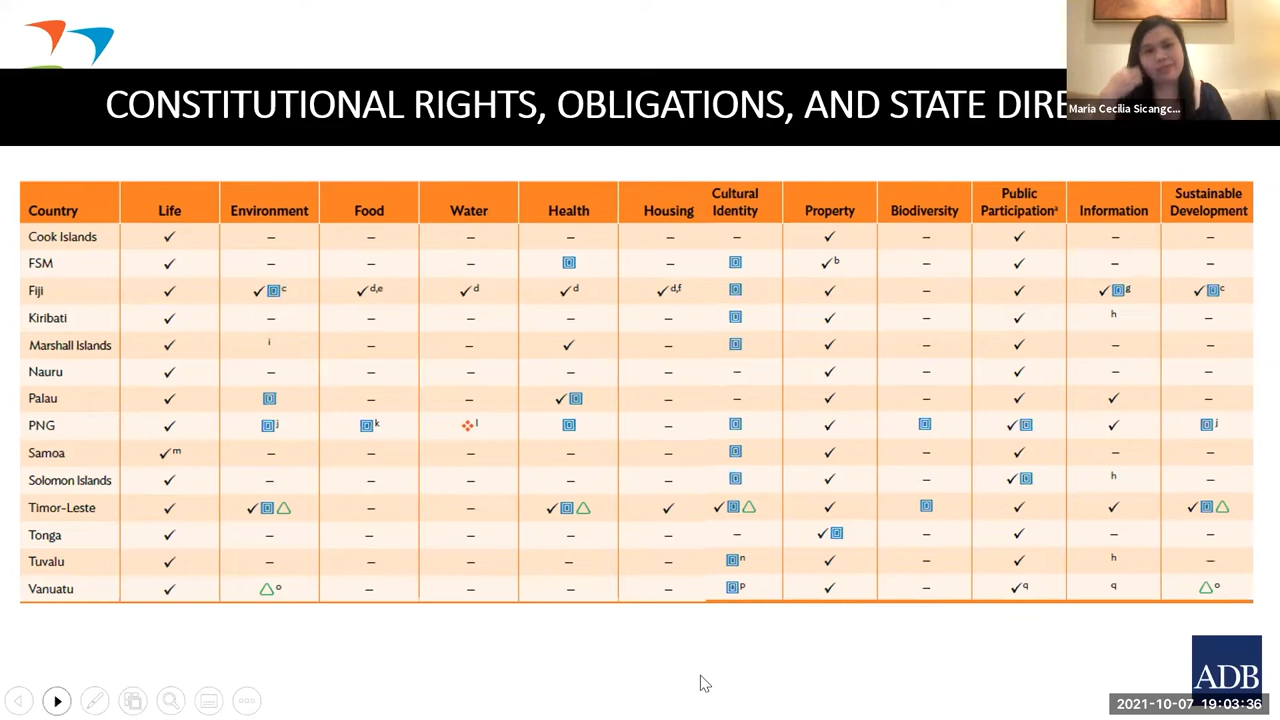 CONSTITUTIONAL RIGHTS, OBLIGATIONS, AND STATE DIRE
Maria Cecilia Sicangc...
Country Life Environment Food Water Health Housing Cultural Identity Property Biodiversity Public Participationᵃ Information Sustainable Development
Cook Islands ✓ – – – – – – ✓ – ✓ – –
FSM ✓ – – – – – ✓ᵇ – ✓ – –
Fiji ✓ ✓ c ✓ d,e ✓ d ✓ d ✓ d,f ✓ – ✓ ✓ g ✓ c
Kiribati ✓ – – – – – ✓ – ✓ h –
Marshall Islands ✓ i – – ✓ – ✓ – ✓ – –
Nauru ✓ – – – – – – ✓ – ✓ – –
Palau ✓ – – ✓ – – ✓ – ✓ ✓ –
PNG ✓ j k l – ✓ ✓ ✓ j
Samoa ✓ m – – – – – ✓ – ✓ – –
Solomon Islands ✓ – – – – – ✓ – ✓ h –
Timor-Leste ✓ ✓ – – ✓ ✓ ✓ ✓ ✓ ✓ ✓
Tonga ✓ – – – – – – ✓ – ✓ – –
Tuvalu ✓ – – – – – n ✓ – ✓ h –
Vanuatu ✓ o – – – – p ✓ – ✓ q q o
ADB
2021-10-07 19:03:36